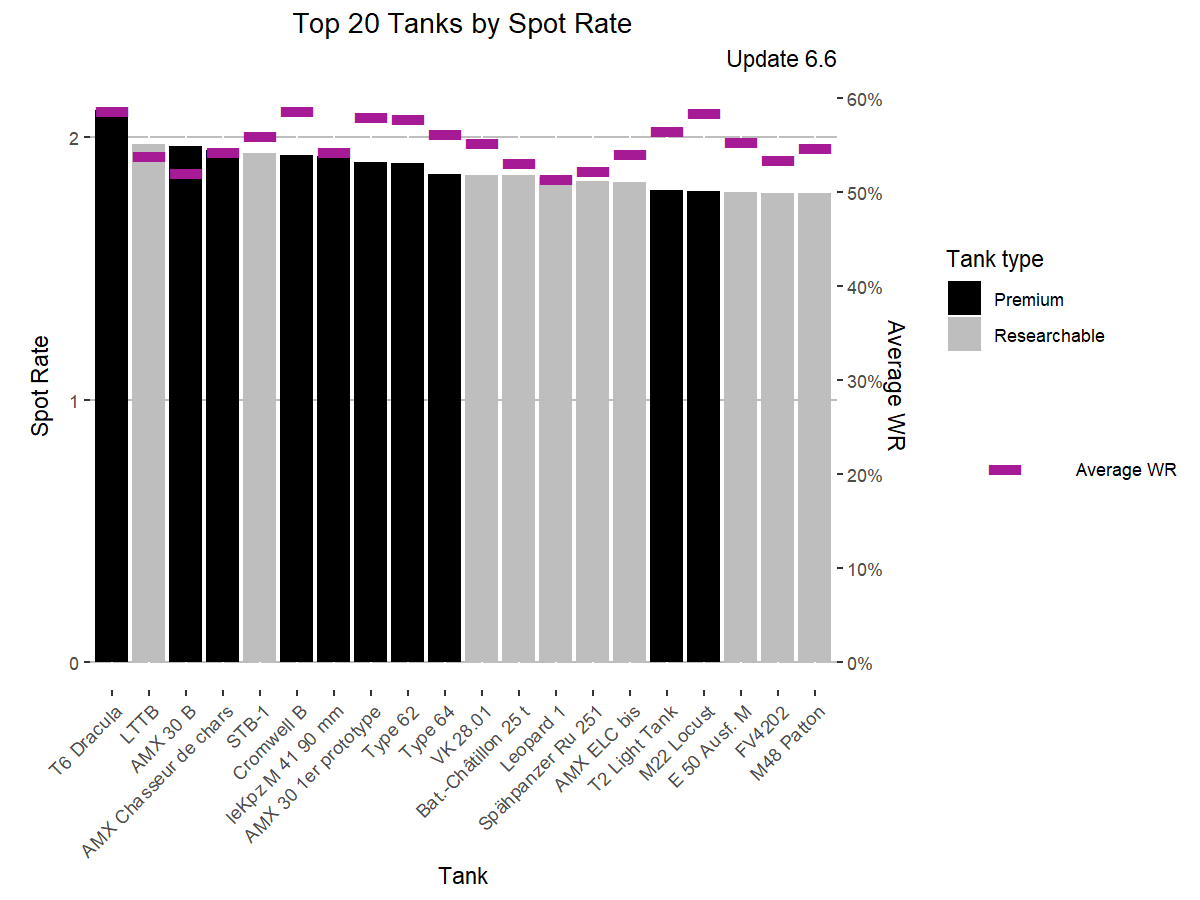 Top 20 Tanks by Spot Rate
Update 6.6
Spot Rate
2
1
0
60%
50%
40%
30%
20%
10%
0%
Average WR
Tank type
Premium
Researchable
Average WR
T6 Dracula
LTTB
AMX 30 B
AMX Chasseur de chars
STB-1
Cromwell B
leKpz M 41 90 mm
AMX 30 1er prototype
Type 62
Type 64
VK 28.01
Bat.-Châtillon 25 t
Leopard 1
Spähpanzer Ru 251
AMX ELC bis
T2 Light Tank
M22 Locust
E 50 Ausf. M
FV4202
M48 Patton
Tank